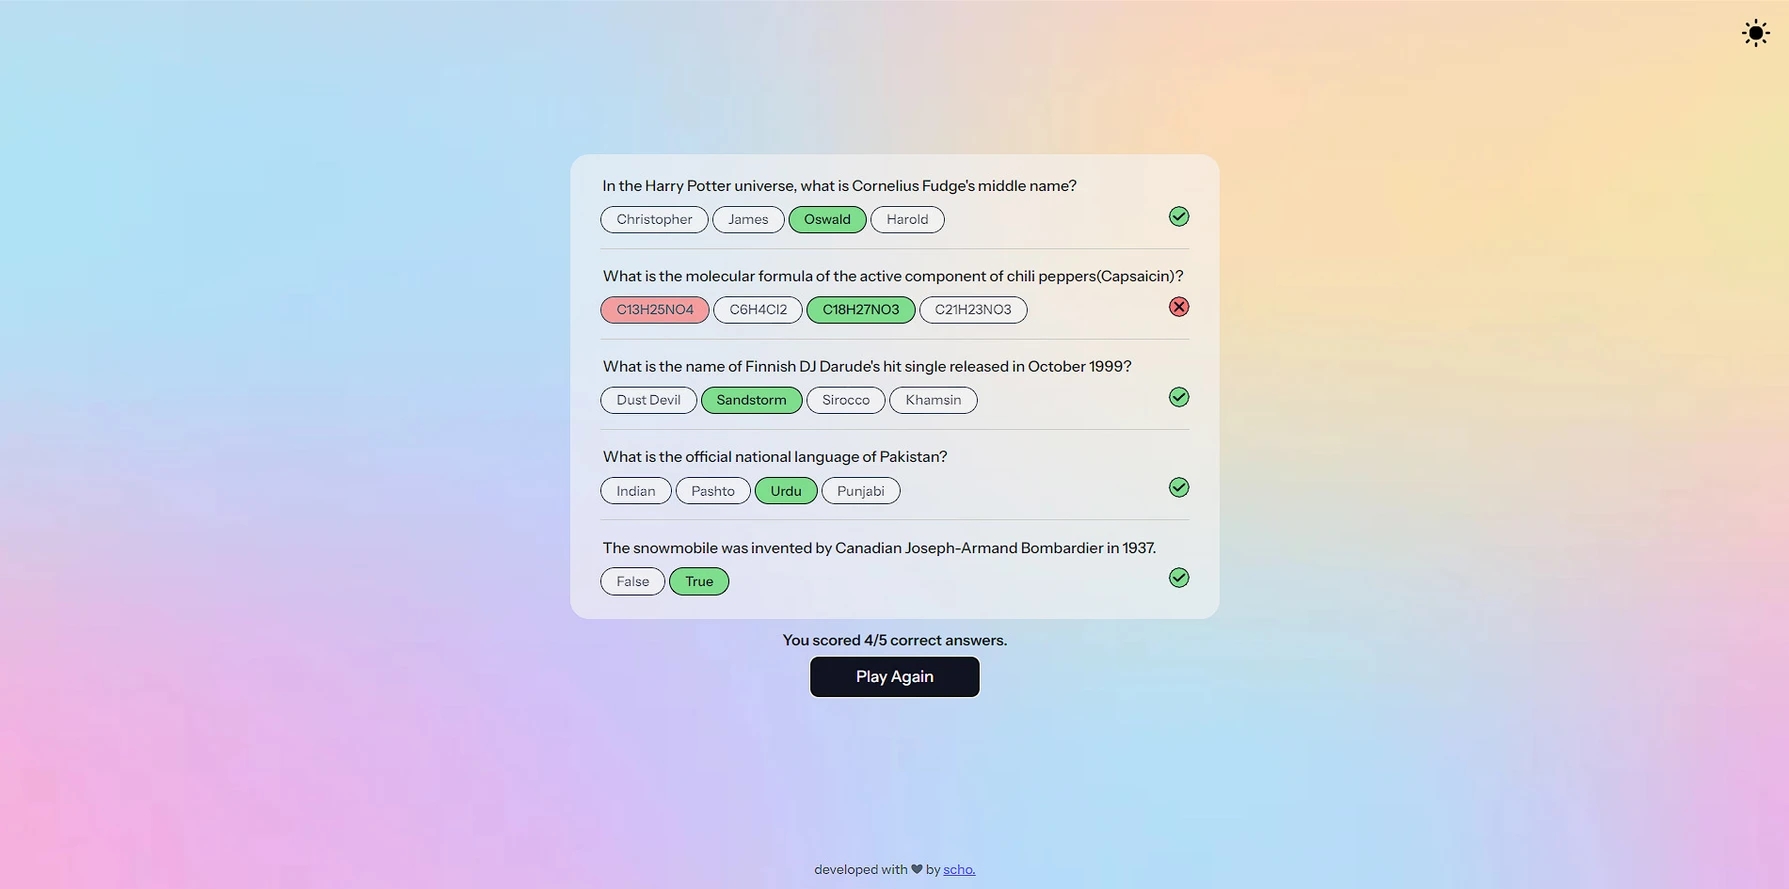 In the Harry Potter universe, what is Cornelius Fudge's middle name?
Christopher James Oswald Harold
What is the molecular formula of the active component of chili peppers(Capsaicin)?
C13H25NO4 C6H4Cl2 C18H27NO3 C21H23NO3
What is the name of Finnish DJ Darude's hit single released in October 1999?
Dust Devil Sandstorm Sirocco Khamsin
What is the official national language of Pakistan?
Indian Pashto Urdu Punjabi
The snowmobile was invented by Canadian Joseph-Armand Bombardier in 1937.
False True
You scored 4/5 correct answers.
Play Again
developed with ♥ by scho.